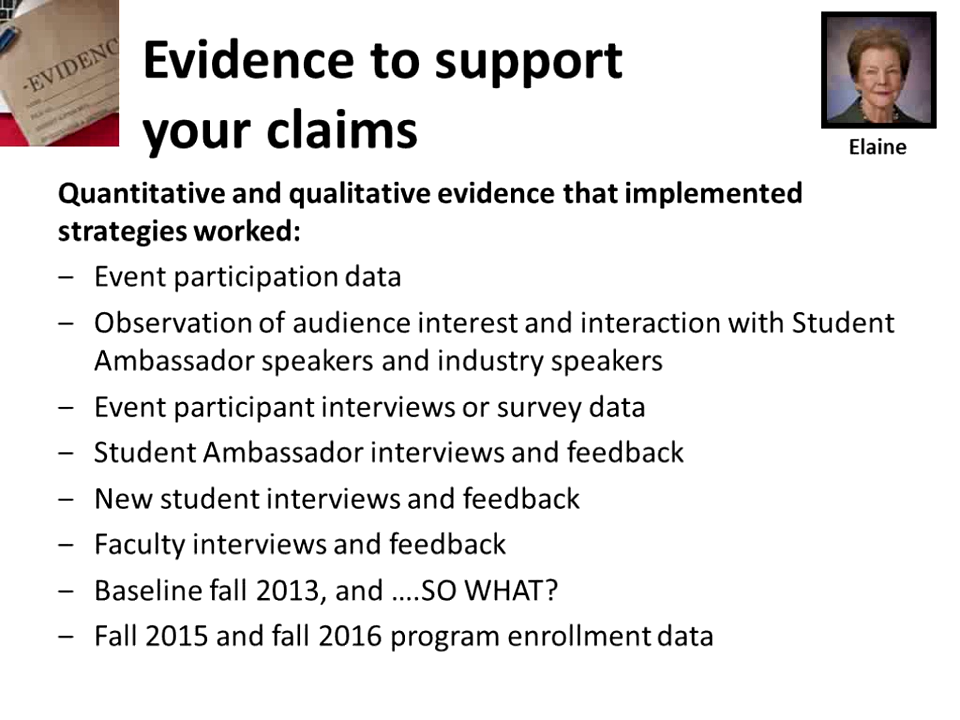 -EVIDENC
Evidence to support
your claims
Elaine
Quantitative and qualitative evidence that implemented
strategies worked:
– Event participation data
– Observation of audience interest and interaction with Student
Ambassador speakers and industry speakers
– Event participant interviews or survey data
– Student Ambassador interviews and feedback
– New student interviews and feedback
– Faculty interviews and feedback
– Baseline fall 2013, and ….SO WHAT?
– Fall 2015 and fall 2016 program enrollment data